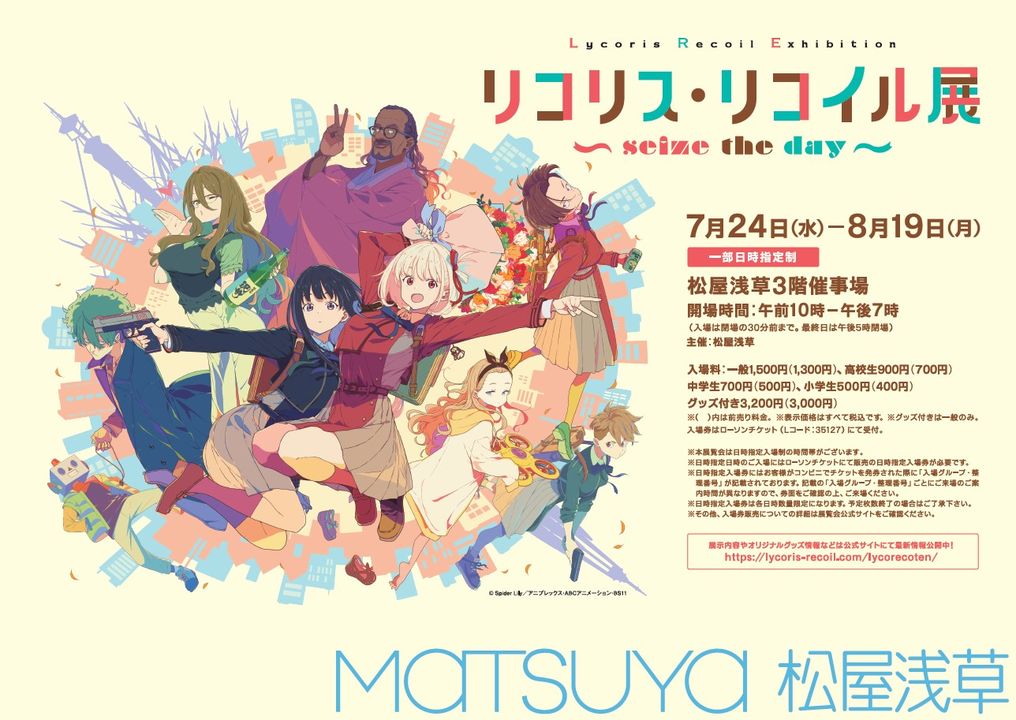 Lycoris Recoil Exhibition
リコリス・リコイル展
〜 seize the day 〜
7月24日(水)−8月19日(月)
一部日時指定制
松屋浅草3階催事場
開場時間：午前10時−午後7時
（入場は閉場の30分前まで。最終日は午後5時閉場）
主催：松屋浅草
入場料：一般1,500円（1,300円）、高校生900円（700円）
中学生700円（500円）、小学生500円（400円）
グッズ付き3,200円（3,000円）
※（　）内は前売り料金。※表示価格はすべて税込です。※グッズ付きは一般のみ。
入場券はローソンチケット（Lコード：35127）にて受付。
※本展覧会は日時指定入場制の時間帯がございます。
※日時指定日時のご入場にはローソンチケットにて販売の日時指定入場券が必要です。
※日時指定入場券にはお客様がコンビニでチケットを発券された際に「入場グループ・整
理番号」が記載されております。記載の「入場グループ・整理番号」ごとにご来場のご案
内時間が異なりますので、券面をご確認の上、ご来場ください。
※日時指定入場券は各日時数量限定になります。予定枚数終了の場合はご了承下さい。
※その他、入場券販売についての詳細は展覧会公式サイトをご確認ください。
展示内容やオリジナルグッズ情報などは公式サイトにて最新情報公開中！
https://lycoris-recoil.com/lycorecoten/
© Spider Lily／アニプレックス・ABCアニメーション・BS11
MATSUYA 松屋浅草